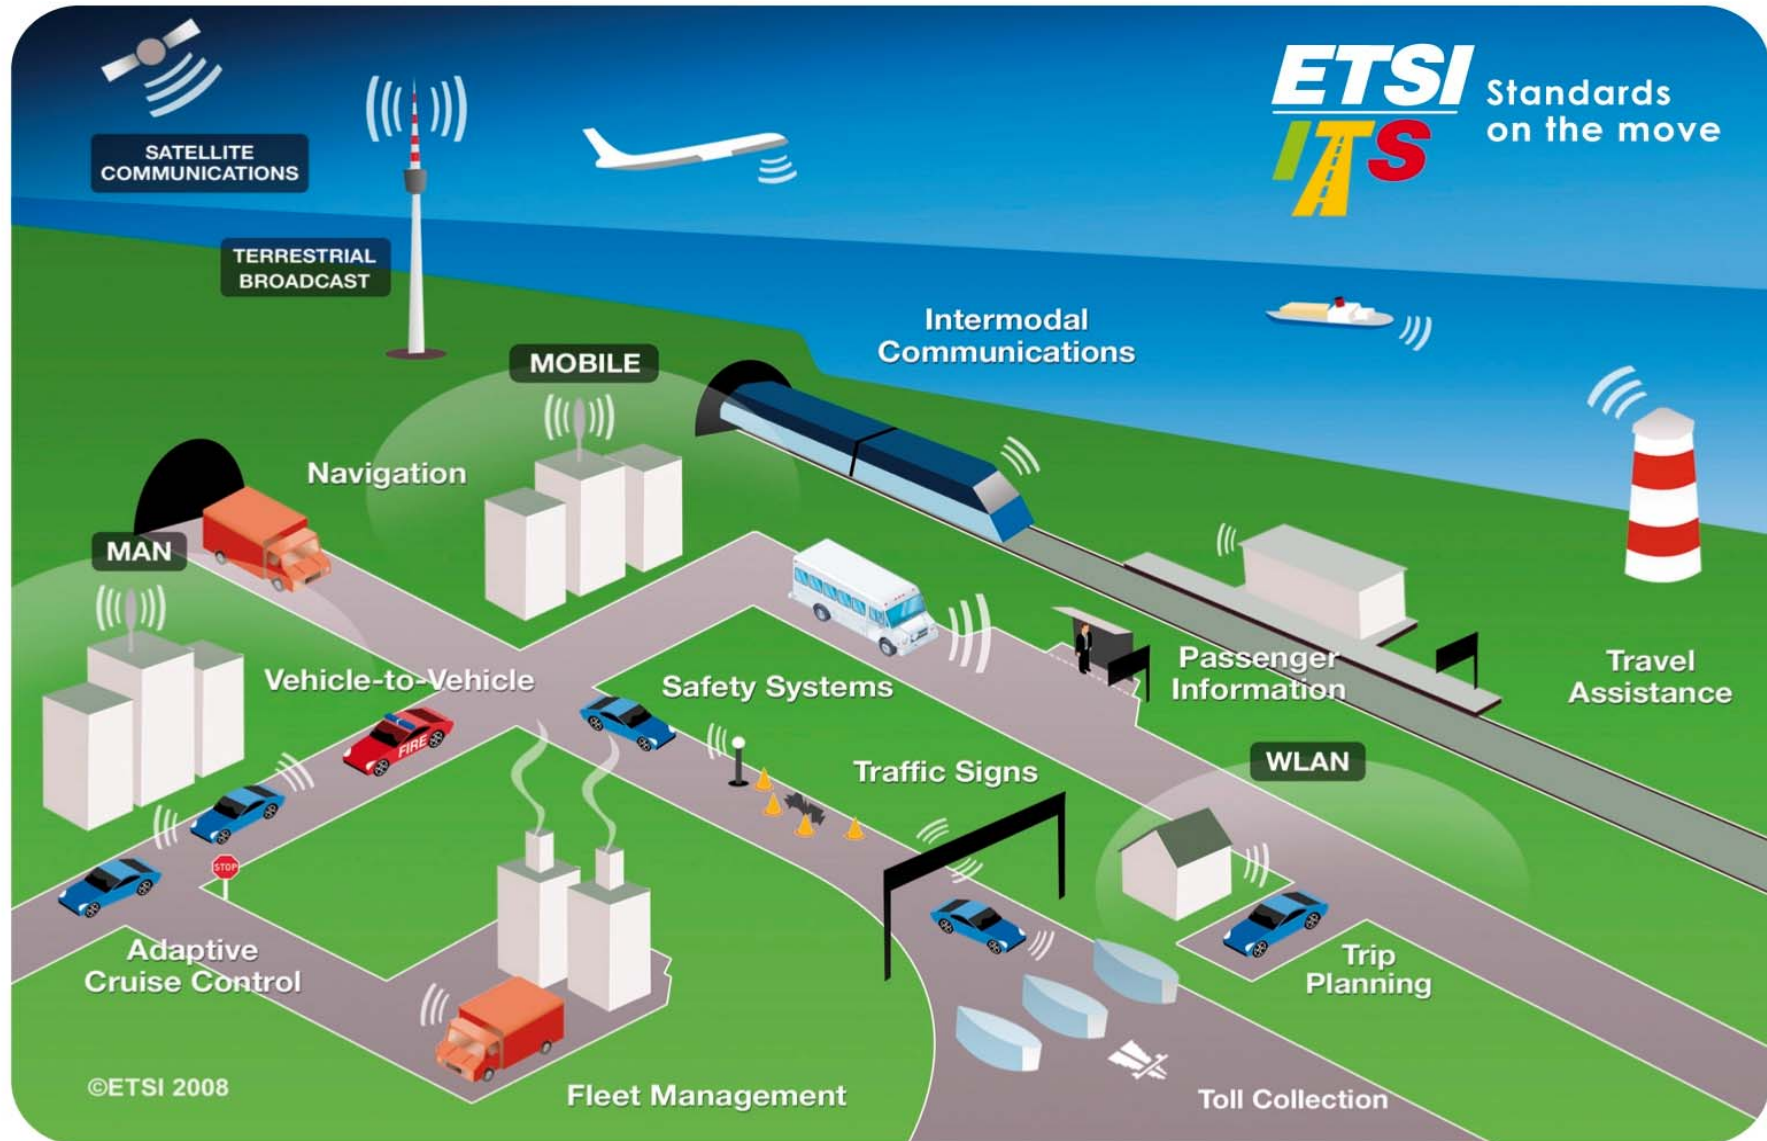 ETSI
ITS
Standards
on the move
SATELLITE
COMMUNICATIONS
TERRESTRIAL
BROADCAST
Intermodal
Communications
MOBILE
Navigation
MAN
Vehicle-to-Vehicle
Safety Systems
Passenger
Information
Travel
Assistance
FIRE
Traffic Signs
WLAN
STOP
Adaptive
Cruise Control
Trip
Planning
©ETSI 2008
Fleet Management
Toll Collection